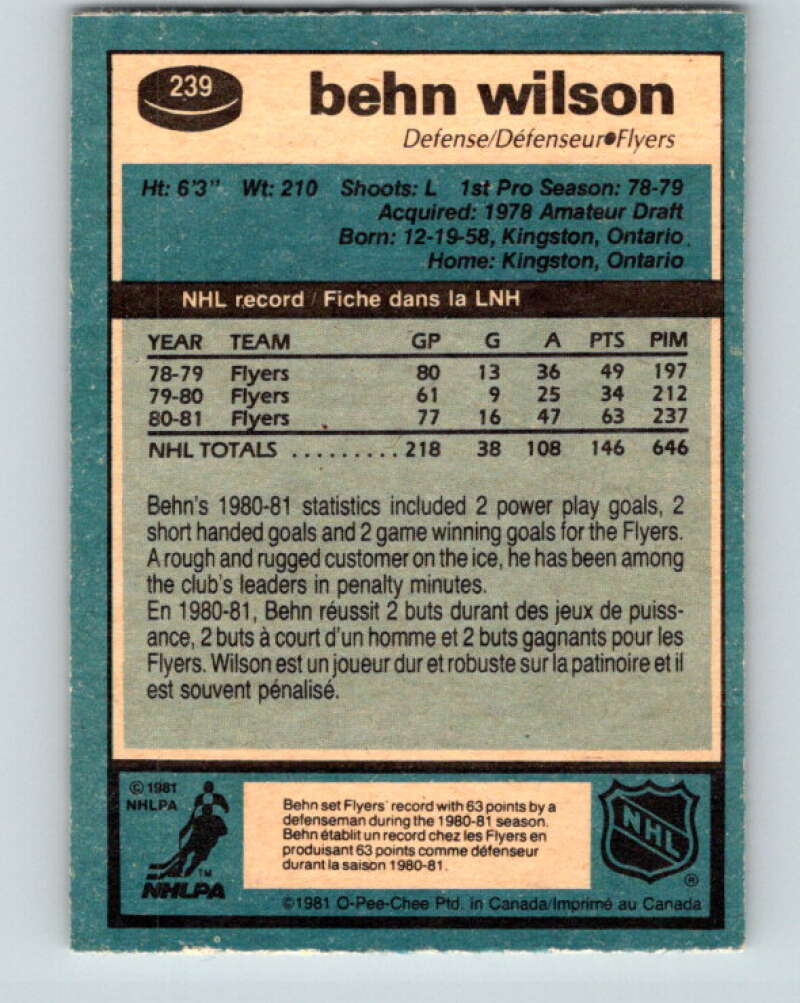 239
behn wilson
Defense/Défenseur•Flyers
Ht: 6'3" Wt: 210 Shoots: L 1st Pro Season: 78-79
Acquired: 1978 Amateur Draft
Born: 12-19-58, Kingston, Ontario.
Home: Kingston, Ontario
NHL record / Fiche dans la LNH
YEAR TEAM GP G A PTS PIM
78-79 Flyers 80 13 36 49 197
79-80 Flyers 61 9 25 34 212
80-81 Flyers 77 16 47 63 237
NHL TOTALS ......... 218 38 108 146 646
Behn's 1980-81 statistics included 2 power play goals, 2
short handed goals and 2 game winning goals for the Flyers.
A rough and rugged customer on the ice, he has been among
the club's leaders in penalty minutes.
En 1980-81, Behn réussit 2 buts durant des jeux de puiss-
ance, 2 buts à court d'un homme et 2 buts gagnants pour les
Flyers. Wilson est un joueur dur et robuste sur la patinoire et il
est souvent pénalisé.
© 1981
NHLPA
TM
NHLPA
Behn set Flyers' record with 63 points by a
defenseman during the 1980-81 season.
Behn établit un record chez les Flyers en
produisant 63 points comme défenseur
durant la saison 1980-81.
NHL
®
©1981 O-Pee-Chee Ptd. in Canada/Imprimé au Canada